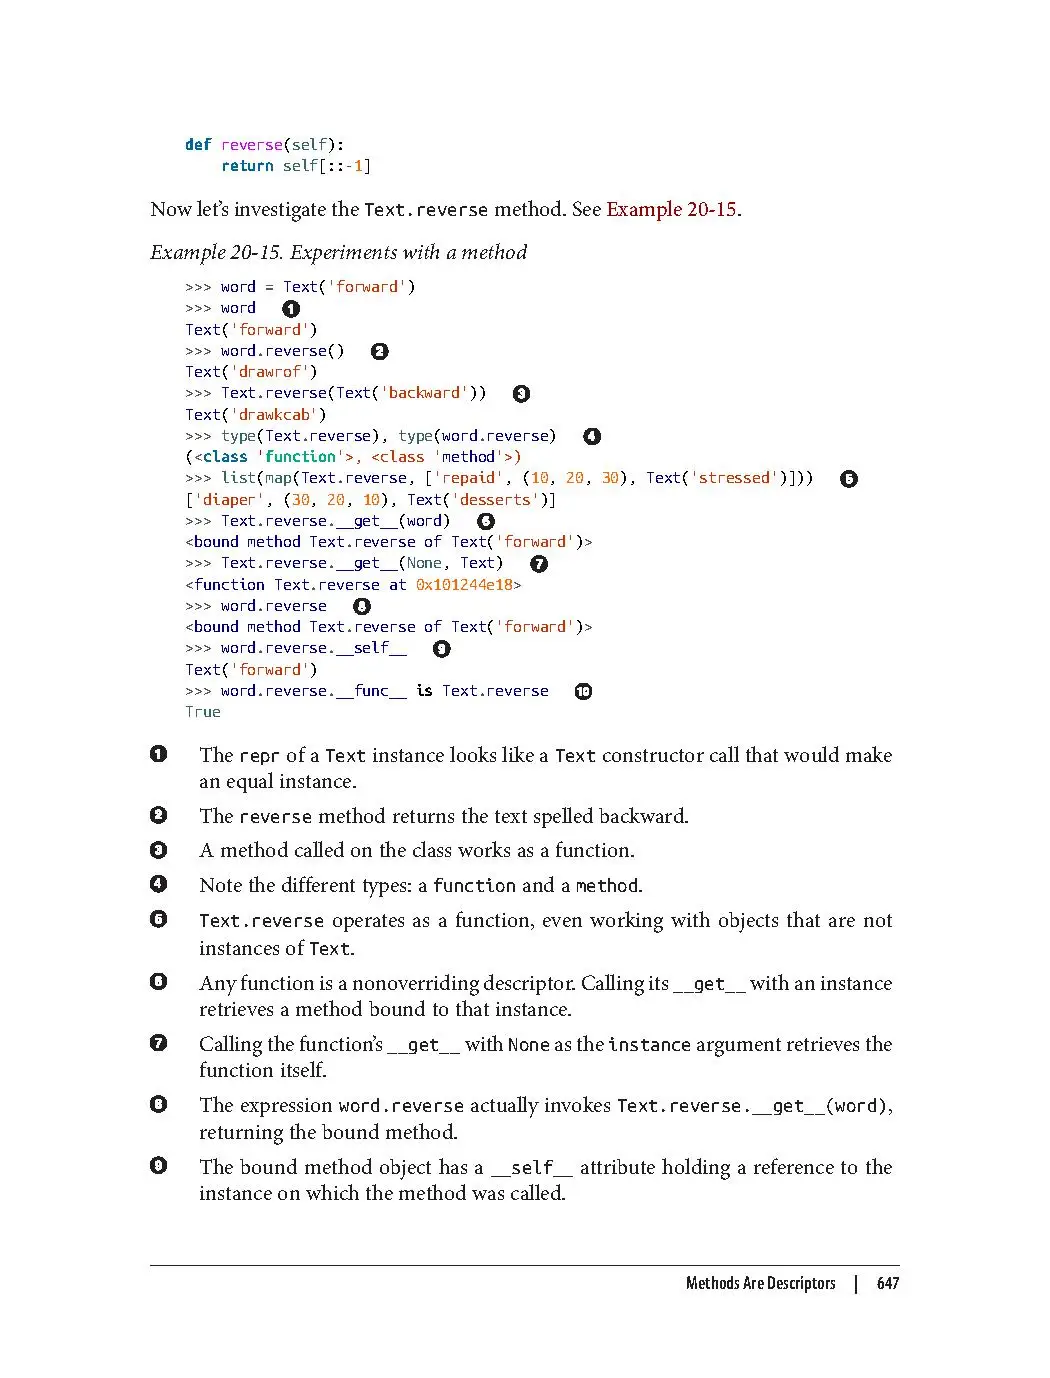 def reverse(self):
    return self[::-1]
Now let’s investigate the Text.reverse method. See Example 20-15.
Example 20-15. Experiments with a method
>>> word = Text('forward')
>>> word ❶
Text('forward')
>>> word.reverse() ❷
Text('drawrof')
>>> Text.reverse(Text('backward')) ❸
Text('drawkcab')
>>> type(Text.reverse), type(word.reverse) ❹
(<class 'function'>, <class 'method'>)
>>> list(map(Text.reverse, ['repaid', (10, 20, 30), Text('stressed')])) ❺
['diaper', (30, 20, 10), Text('desserts')]
>>> Text.reverse.__get__(word) ❻
<bound method Text.reverse of Text('forward')>
>>> Text.reverse.__get__(None, Text) ❼
<function Text.reverse at 0x101244e18>
>>> word.reverse ❽
<bound method Text.reverse of Text('forward')>
>>> word.reverse.__self__ ❾
Text('forward')
>>> word.reverse.__func__ is Text.reverse ❿
True
❶ The repr of a Text instance looks like a Text constructor call that would make
an equal instance.
❷ The reverse method returns the text spelled backward.
❸ A method called on the class works as a function.
❹ Note the different types: a function and a method.
❺ Text.reverse operates as a function, even working with objects that are not
instances of Text.
❻ Any function is a nonoverriding descriptor. Calling its __get__ with an instance
retrieves a method bound to that instance.
❼ Calling the function’s __get__ with None as the instance argument retrieves the
function itself.
❽ The expression word.reverse actually invokes Text.reverse.__get__(word),
returning the bound method.
❾ The bound method object has a __self__ attribute holding a reference to the
instance on which the method was called.
Methods Are Descriptors | 647